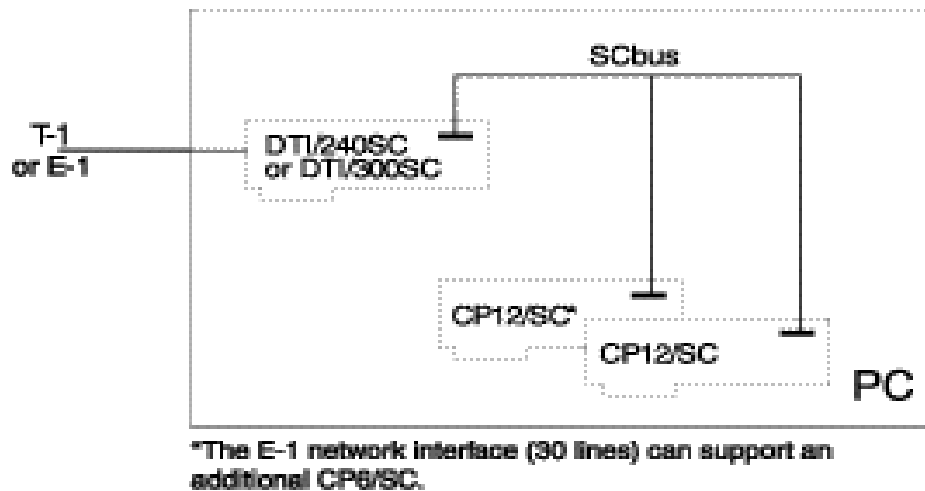 SCbus
T-1
or E-1
DTI/240SC
or DTI/300SC
CP12/SC*
CP12/SC
PC
*The E-1 network interface (30 lines) can support an
additional CP6/SC.